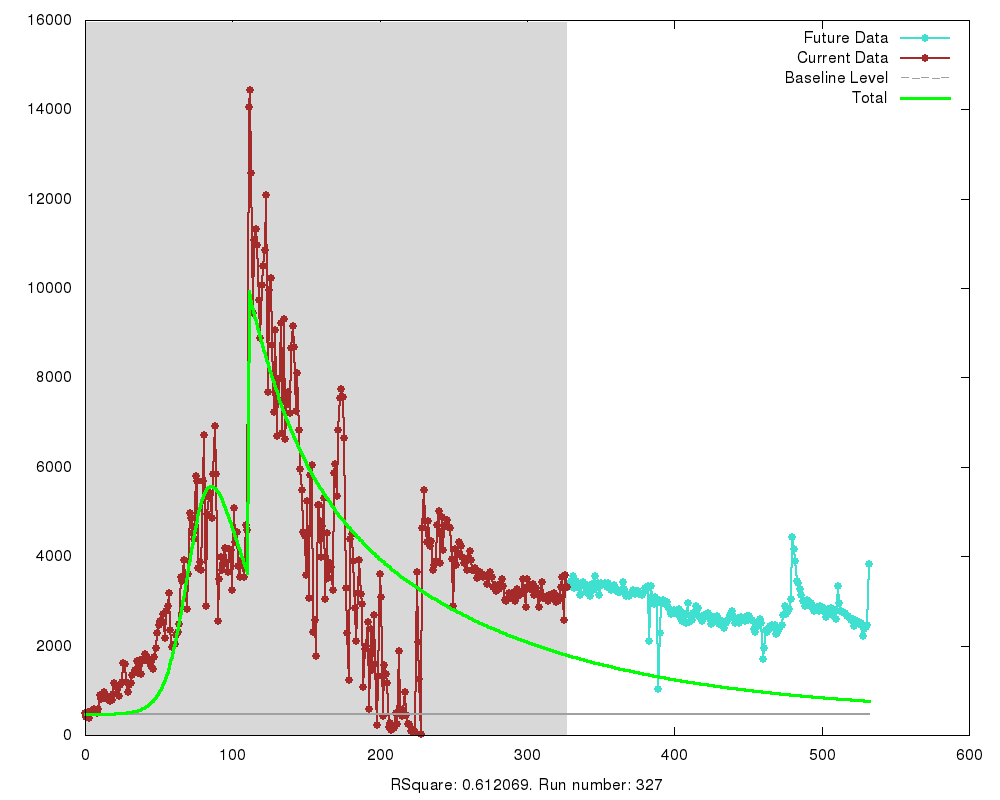 16000
14000
12000
10000
8000
6000
4000
2000
0
0 100 200 300 400 500 600
Future Data
Current Data
Baseline Level
Total
RSquare: 0.612069. Run number: 327